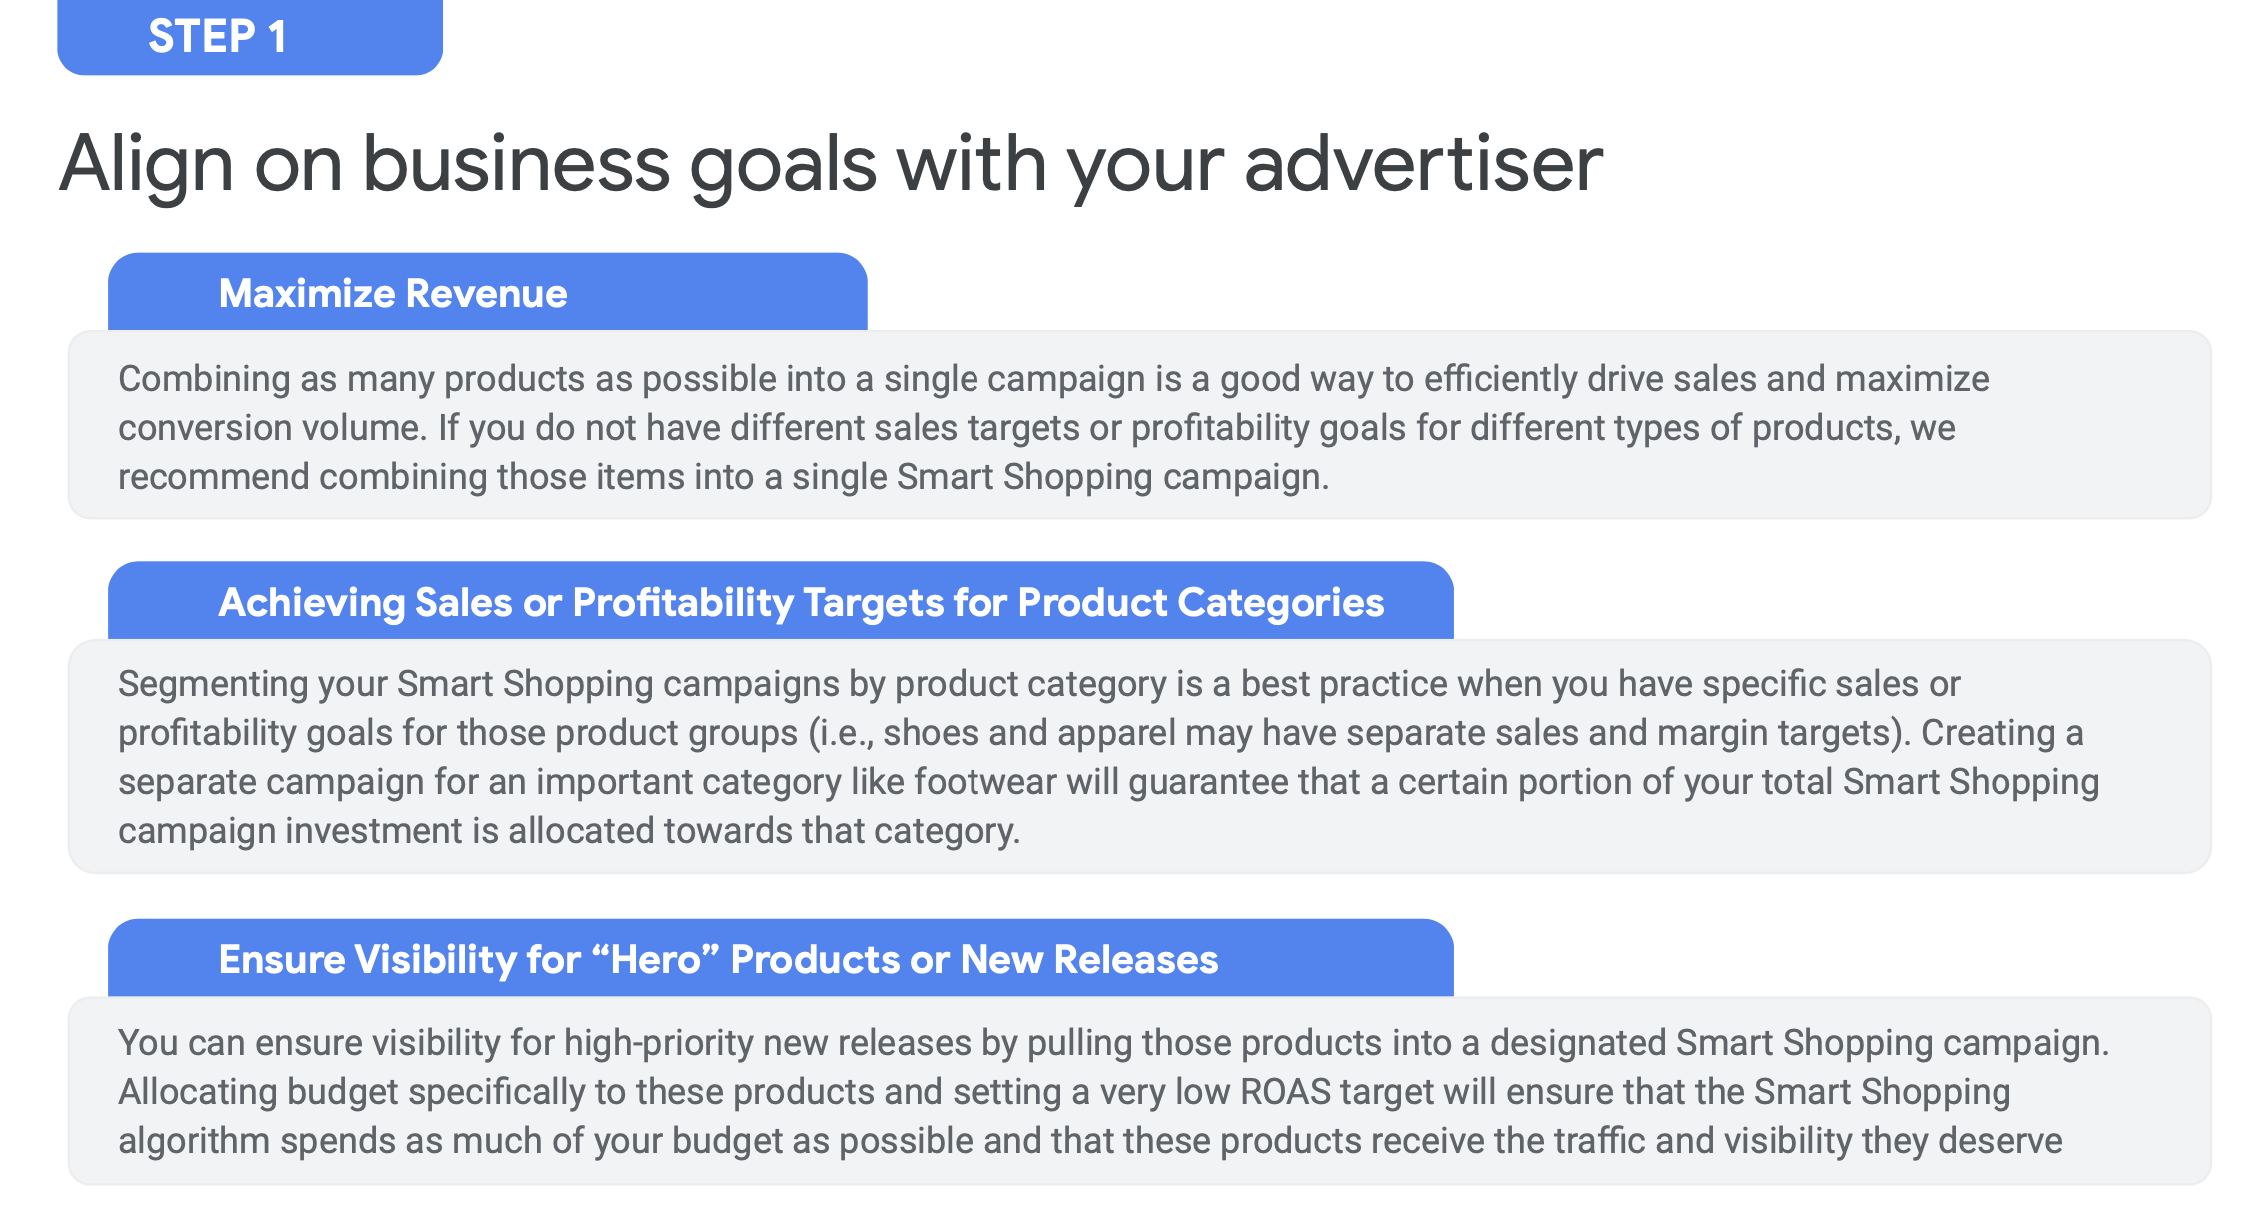 STEP 1
Align on business goals with your advertiser
Maximize Revenue
Combining as many products as possible into a single campaign is a good way to efficiently drive sales and maximize
conversion volume. If you do not have different sales targets or profitability goals for different types of products, we
recommend combining those items into a single Smart Shopping campaign.
Achieving Sales or Profitability Targets for Product Categories
Segmenting your Smart Shopping campaigns by product category is a best practice when you have specific sales or
profitability goals for those product groups (i.e., shoes and apparel may have separate sales and margin targets). Creating a
separate campaign for an important category like footwear will guarantee that a certain portion of your total Smart Shopping
campaign investment is allocated towards that category.
Ensure Visibility for “Hero” Products or New Releases
You can ensure visibility for high-priority new releases by pulling those products into a designated Smart Shopping campaign.
Allocating budget specifically to these products and setting a very low ROAS target will ensure that the Smart Shopping
algorithm spends as much of your budget as possible and that these products receive the traffic and visibility they deserve